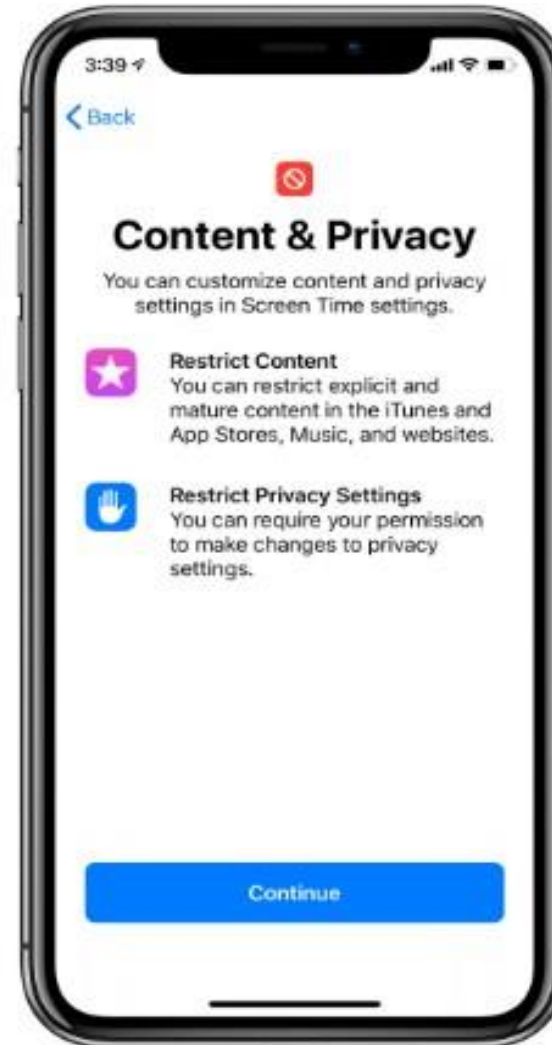 3:39
Back
Content & Privacy
You can customize content and privacy
settings in Screen Time settings.
Restrict Content
You can restrict explicit and
mature content in the iTunes and
App Stores, Music, and websites.
Restrict Privacy Settings
You can require your permission
to make changes to privacy
settings.
Continue